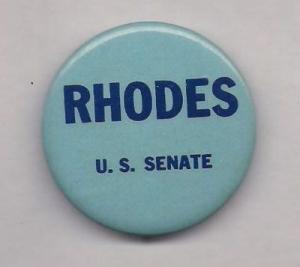 RHODES
U. S. SENATE